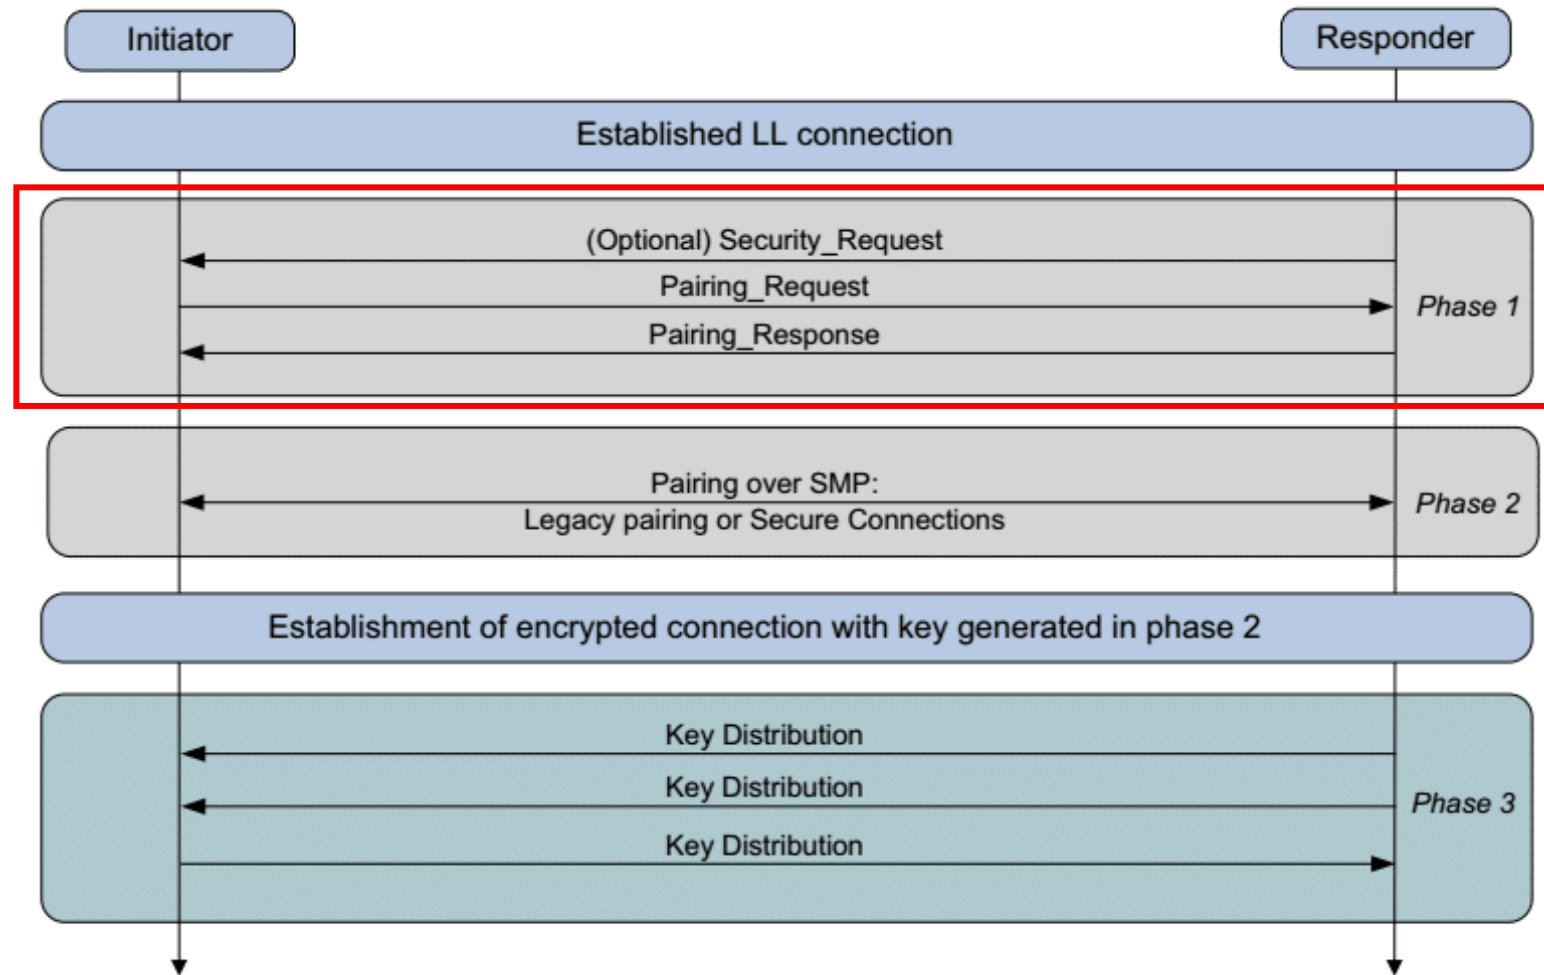 Initiator
Responder
Established LL connection
(Optional) Security_Request
Pairing_Request
Pairing_Response
Phase 1
Pairing over SMP:
Legacy pairing or Secure Connections
Phase 2
Establishment of encrypted connection with key generated in phase 2
Key Distribution
Key Distribution
Key Distribution
Phase 3